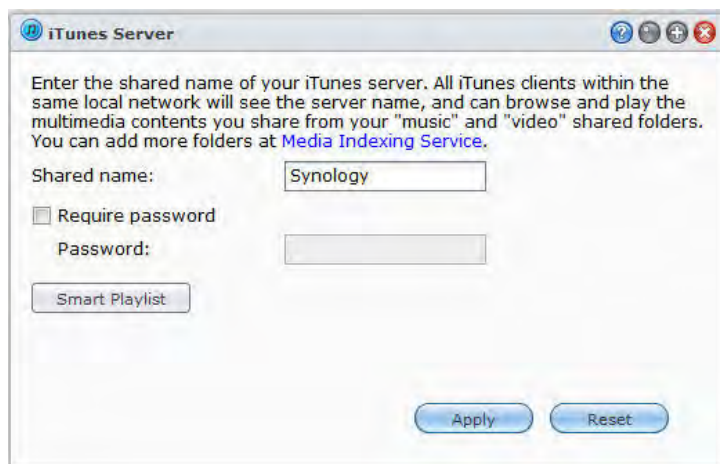 iTunes Server
Enter the shared name of your iTunes server. All iTunes clients within the
same local network will see the server name, and can browse and play the
multimedia contents you share from your "music" and "video" shared folders.
You can add more folders at Media Indexing Service.
Shared name: Synology
Require password
Password:
Smart Playlist
Apply Reset